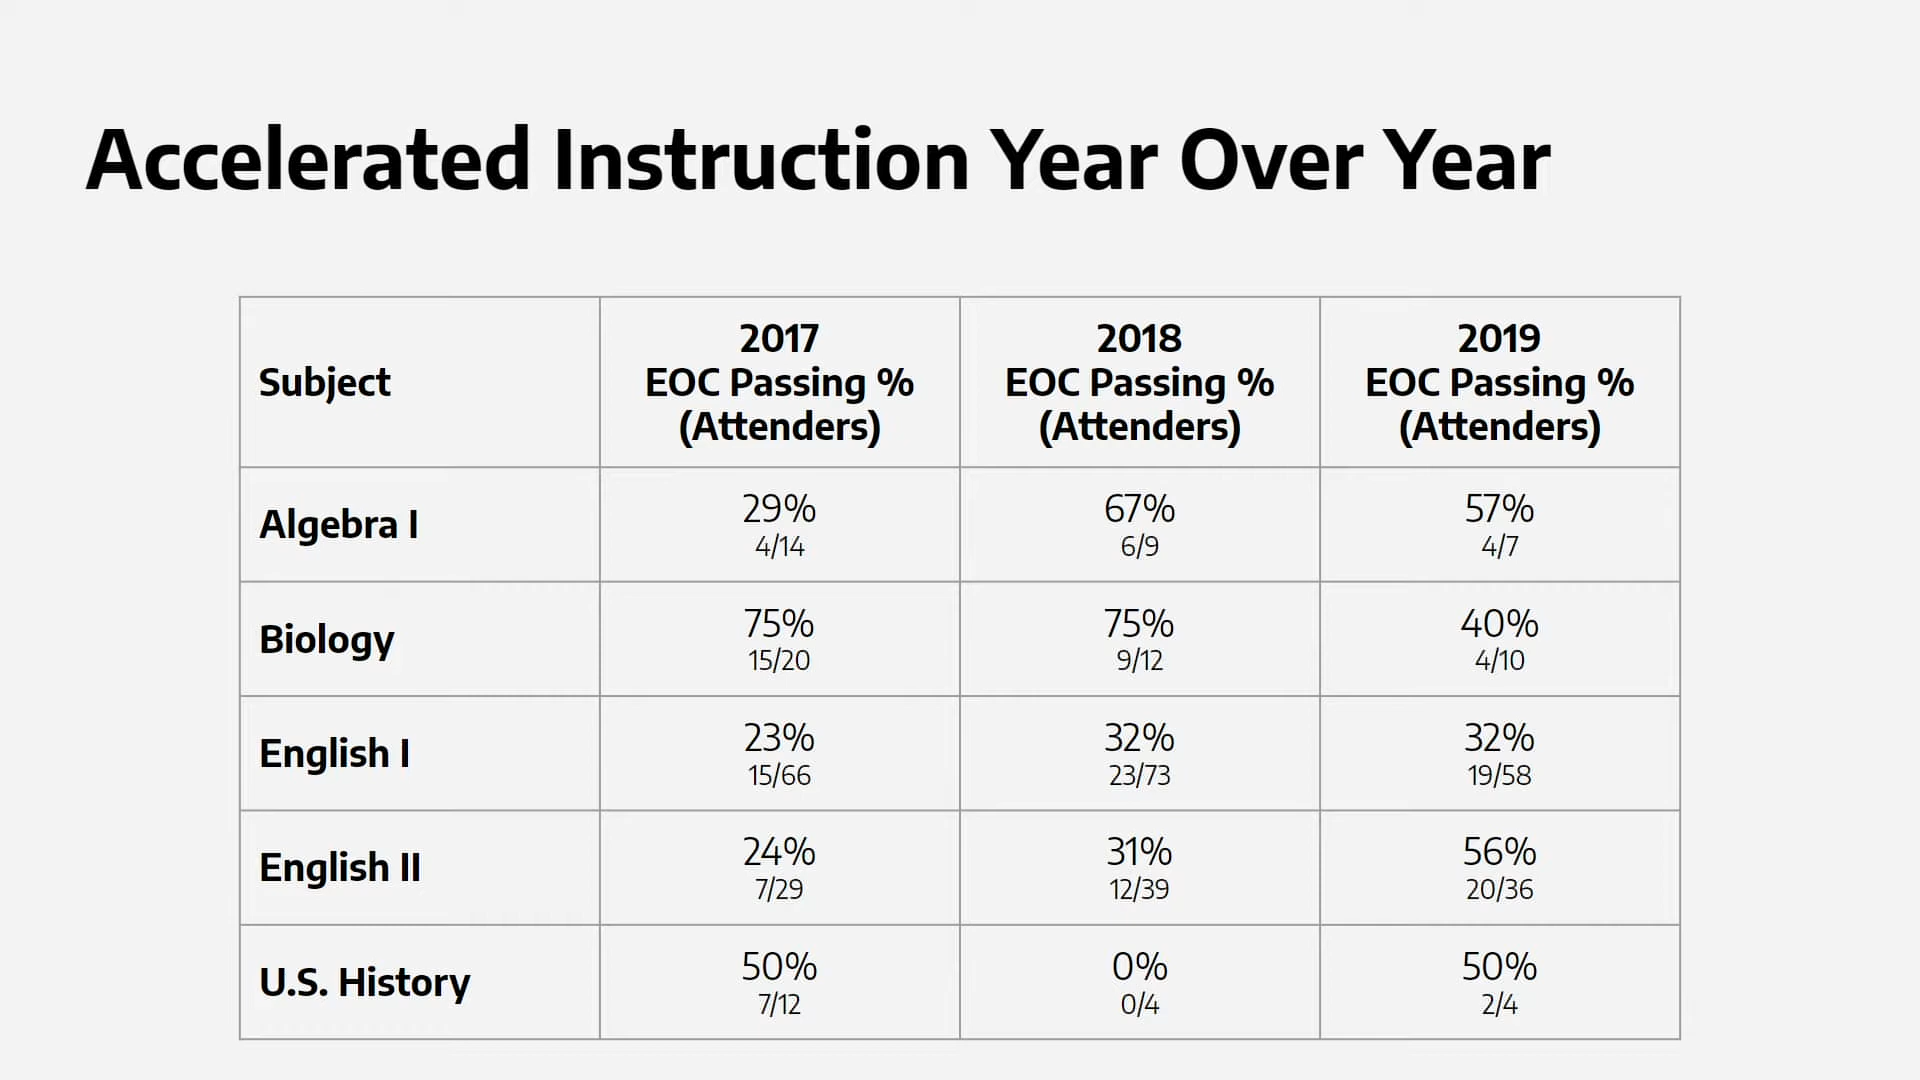 Accelerated Instruction Year Over Year
Subject
2017
EOC Passing %
(Attenders)
2018
EOC Passing %
(Attenders)
2019
EOC Passing %
(Attenders)
Algebra I
29%
4/14
67%
6/9
57%
4/7
Biology
75%
15/20
75%
9/12
40%
4/10
English I
23%
15/66
32%
23/73
32%
19/58
English II
24%
7/29
31%
12/39
56%
20/36
U.S. History
50%
7/12
0%
0/4
50%
2/4